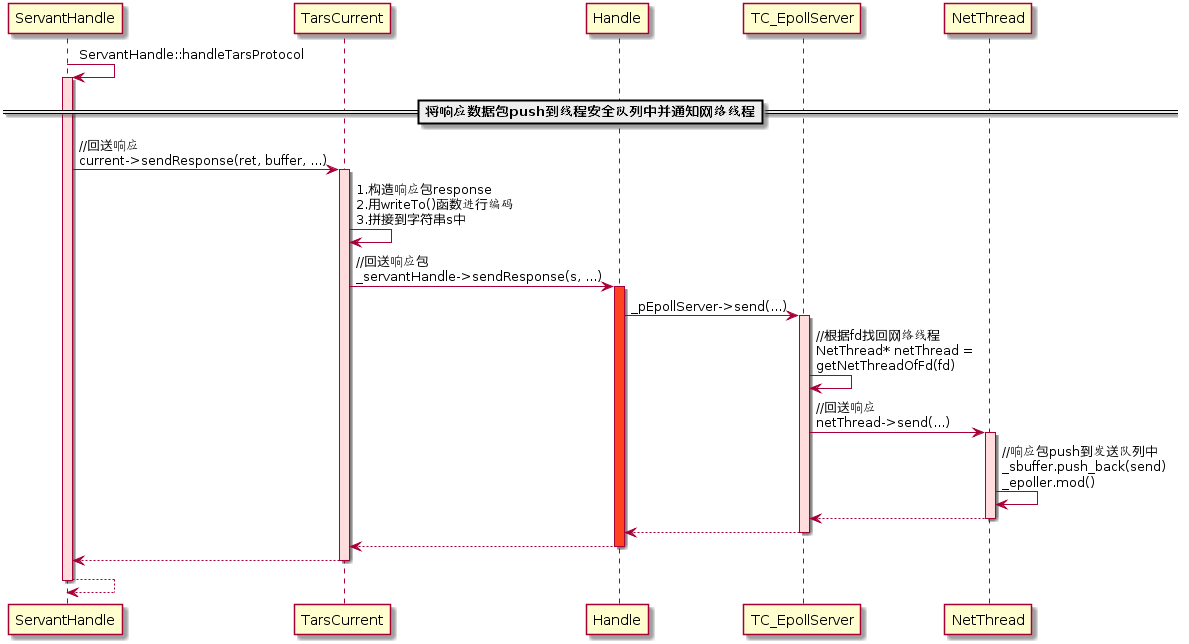 ServantHandle
TarsCurrent
Handle
TC_EpollServer
NetThread
ServantHandle::handleTarsProtocol
将响应数据包push到线程安全队列中并通知网络线程
//回送响应
current->sendResponse(ret, buffer, ...)
1.构造响应包response
2.用writeTo()函数进行编码
3.拼接到字符串s中
//回送响应包
_servantHandle->sendResponse(s, ...)
_pEpollServer->send(...)
//根据fd找回网络线程
NetThread* netThread =
getNetThreadOfFd(fd)
//回送响应
netThread->send(...)
//响应包push到发送队列中
_sbuffer.push_back(send)
_epoller.mod()
ServantHandle
TarsCurrent
Handle
TC_EpollServer
NetThread